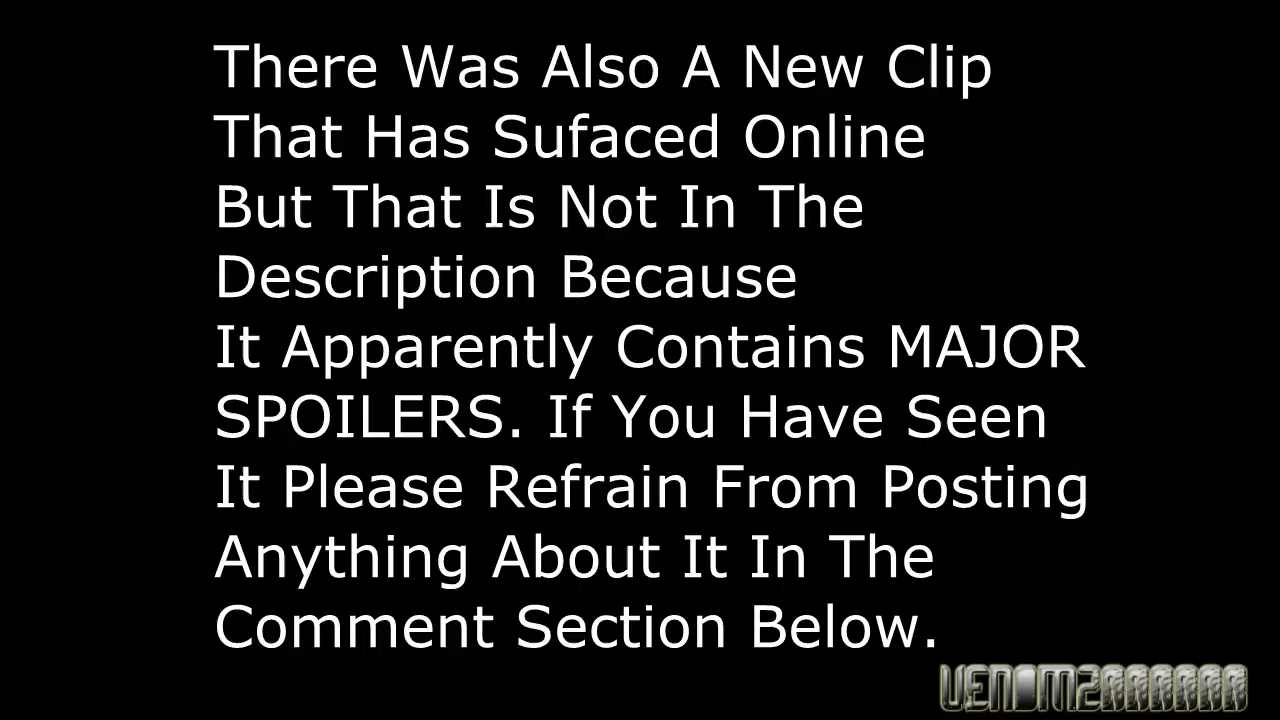 There Was Also A New Clip
That Has Sufaced Online
But That Is Not In The
Description Because
It Apparently Contains MAJOR
SPOILERS. If You Have Seen
It Please Refrain From Posting
Anything About It In The
Comment Section Below.